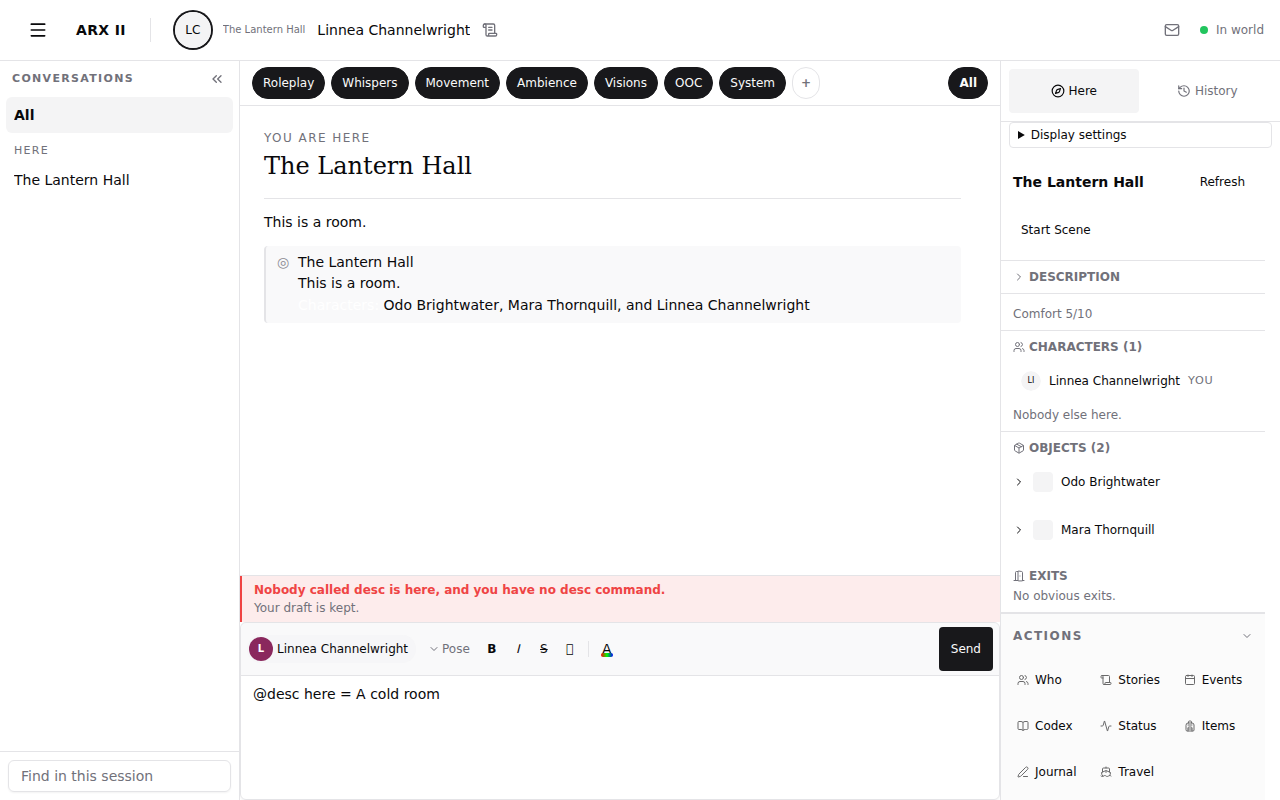 ARX II
LC
The Lantern Hall
Linnea Channelwright
In world
CONVERSATIONS
All
HERE
The Lantern Hall
Find in this session
Roleplay
Whispers
Movement
Ambience
Visions
OOC
System
+
All
YOU ARE HERE
The Lantern Hall
This is a room.
The Lantern Hall
This is a room.
Characters: Odo Brightwater, Mara Thornquill, and Linnea Channelwright
Nobody called desc is here, and you have no desc command.
Your draft is kept.
L
Linnea Channelwright
Pose
B
I
S
A
Send
@desc here = A cold room
Here
History
Display settings
The Lantern Hall
Refresh
Start Scene
DESCRIPTION
Comfort 5/10
CHARACTERS (1)
LI
Linnea Channelwright YOU
Nobody else here.
OBJECTS (2)
Odo Brightwater
Mara Thornquill
EXITS
No obvious exits.
ACTIONS
Who
Stories
Events
Codex
Status
Items
Journal
Travel